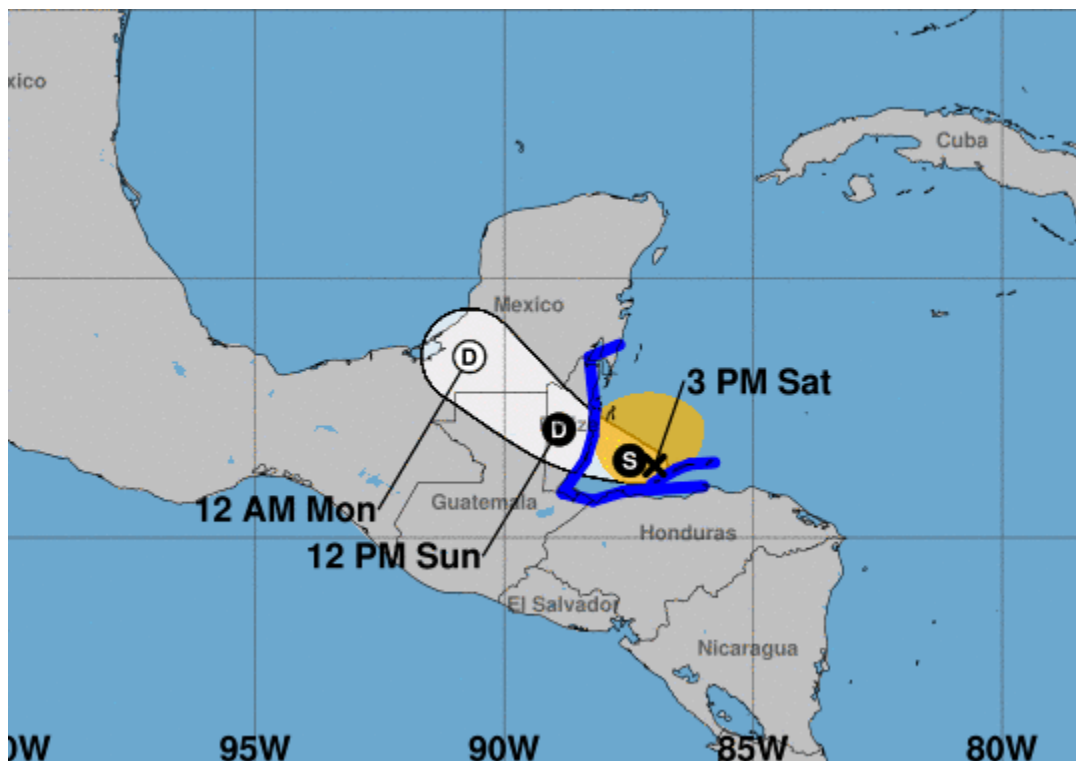 xico
Cuba
Mexico
3 PM Sat
D
D
S
12 AM Mon
Guatemala
12 PM Sun
Honduras
El Salvador
Nicaragua
0W
95W
90W
85W
80W